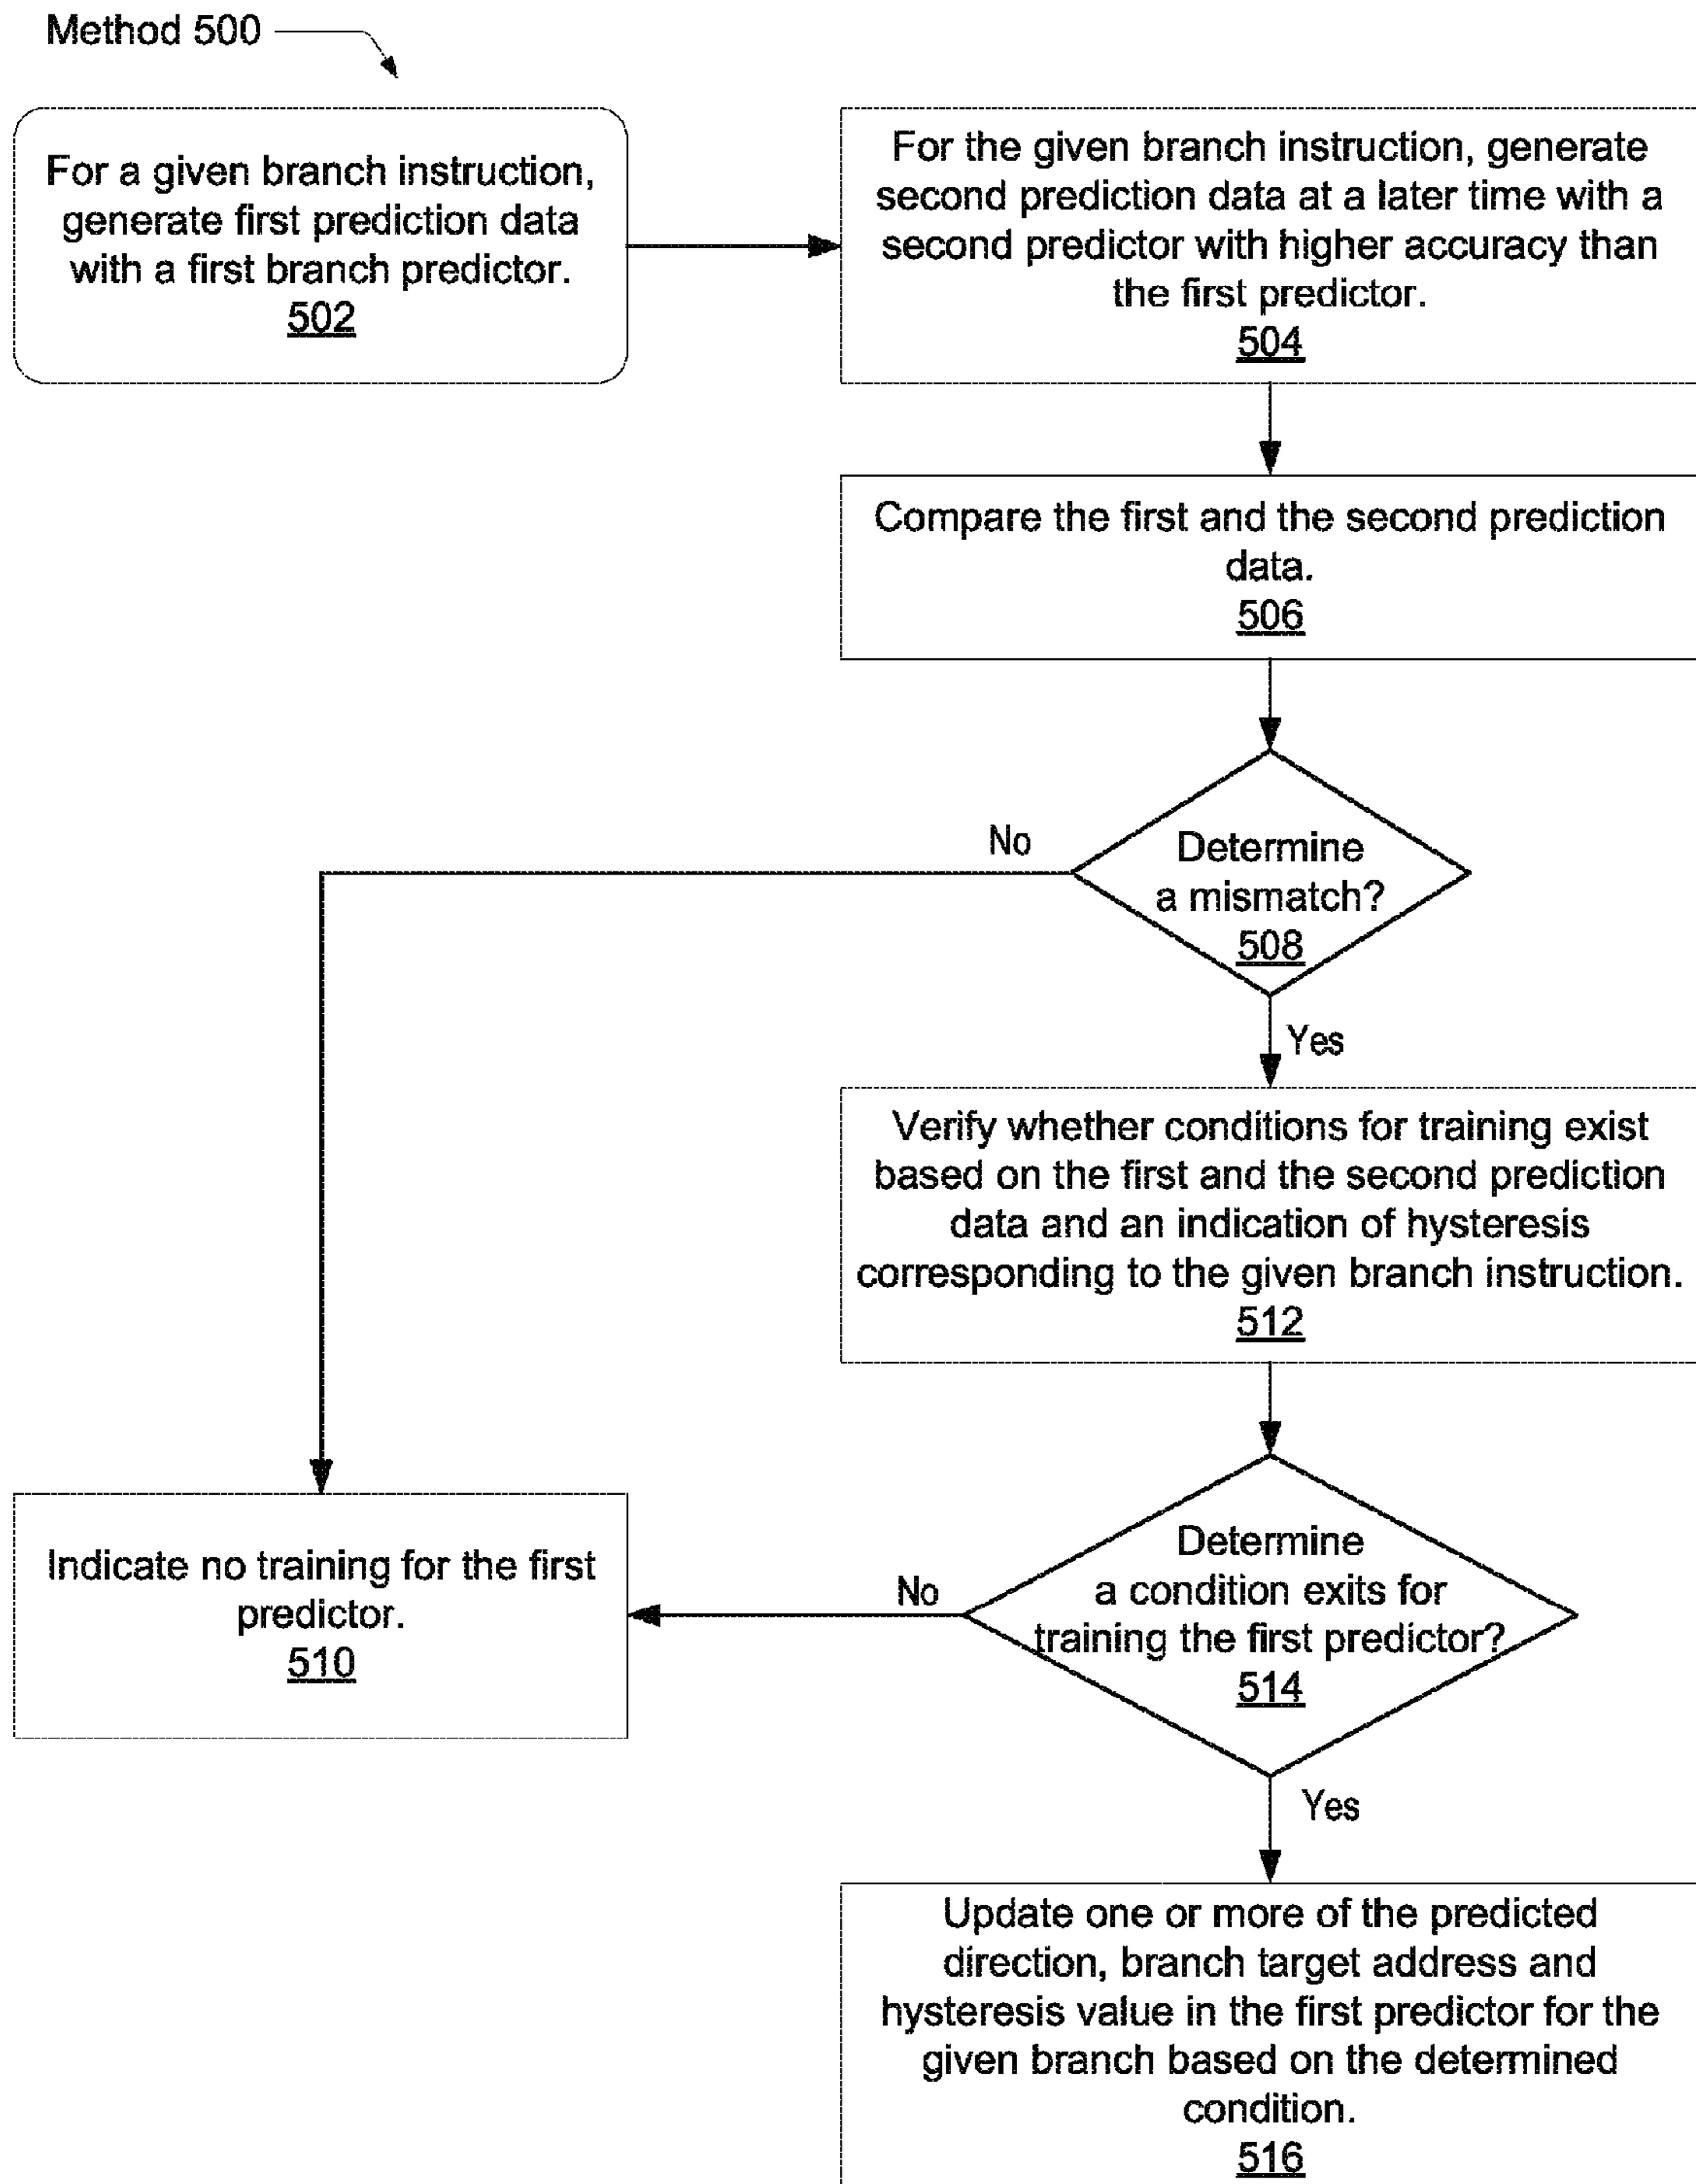 Method 500
For a given branch instruction,
generate first prediction data
with a first branch predictor.
502
For the given branch instruction, generate
second prediction data at a later time with a
second predictor with higher accuracy than
the first predictor.
504
Compare the first and the second prediction
data.
506
Determine
a mismatch?
508
No
Yes
Verify whether conditions for training exist
based on the first and the second prediction
data and an indication of hysteresis
corresponding to the given branch instruction.
512
Determine
a condition exits for
training the first predictor?
514
No
Indicate no training for the first
predictor.
510
Yes
Update one or more of the predicted
direction, branch target address and
hysteresis value in the first predictor for the
given branch based on the determined
condition.
516